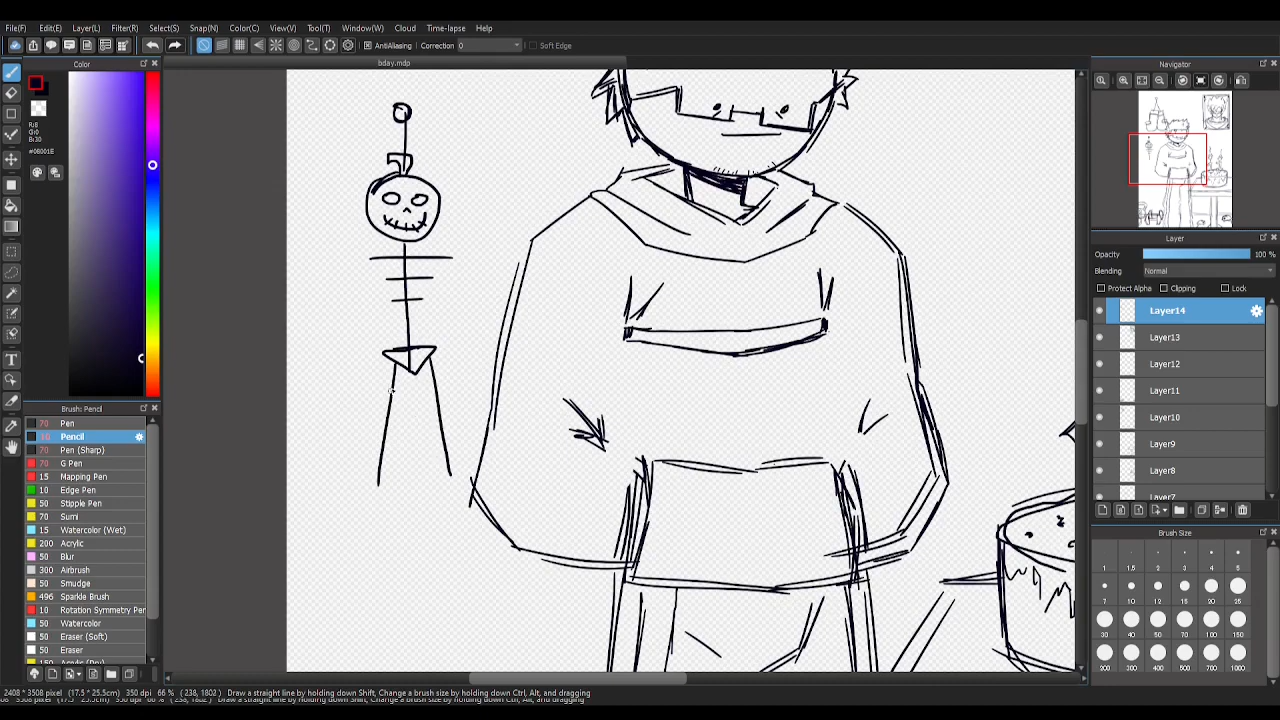 File(F) Edit(E) Layer(L) Filter(R) Select(S) Snap(N) Color(C) View(V) Tool(T) Window(W) Cloud Time-lapse Help
AntiAliasing Correction 0 Soft Edge
bday.mdp
Color
R:8
G:0
B:30
#08001E
Brush: Pencil
70 Pen
10 Pencil
70 Pen (Sharp)
70 G Pen
15 Mapping Pen
10 Edge Pen
50 Stipple Pen
70 Sumi
15 Watercolor (Wet)
200 Acrylic
50 Blur
300 Airbrush
50 Smudge
496 Sparkle Brush
10 Rotation Symmetry Pen
50 Watercolor
50 Eraser (Soft)
50 Eraser
150 Acrylic (Dry)
Navigator
Layer
Opacity 100 %
Blending Normal
Protect Alpha Clipping Lock
Layer14
Layer13
Layer12
Layer11
Layer10
Layer9
Layer8
Layer7
Brush Size
1 1.5 2 3 4 5
7 10 12 15 20 25
30 40 50 70 100 150
200 300 400 500 700 1000
2408 * 3508 pixel (17.5 * 25.5cm) 350 dpi 66 % ( 238, 1802) Draw a straight line by holding down Shift, Change a brush size by holding down Ctrl, Alt, and dragging